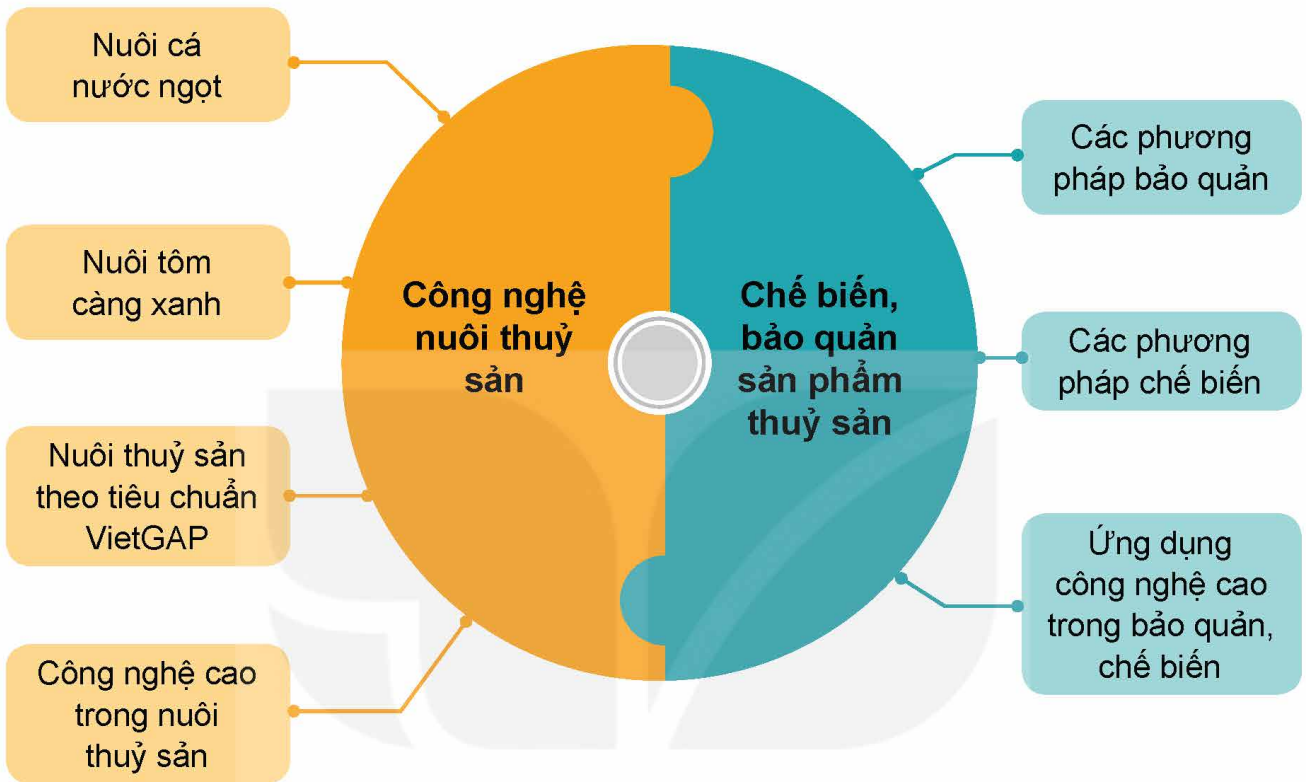 Nuôi cá
nước ngọt
Nuôi tôm
càng xanh
Nuôi thuỷ sản
theo tiêu chuẩn
VietGAP
Công nghệ cao
trong nuôi
thuỷ sản
Công nghệ
nuôi thuỷ
sản
Chế biến,
bảo quản
sản phẩm
thuỷ sản
Các phương
pháp bảo quản
Các phương
pháp chế biến
Ứng dụng
công nghệ cao
trong bảo quản,
chế biến